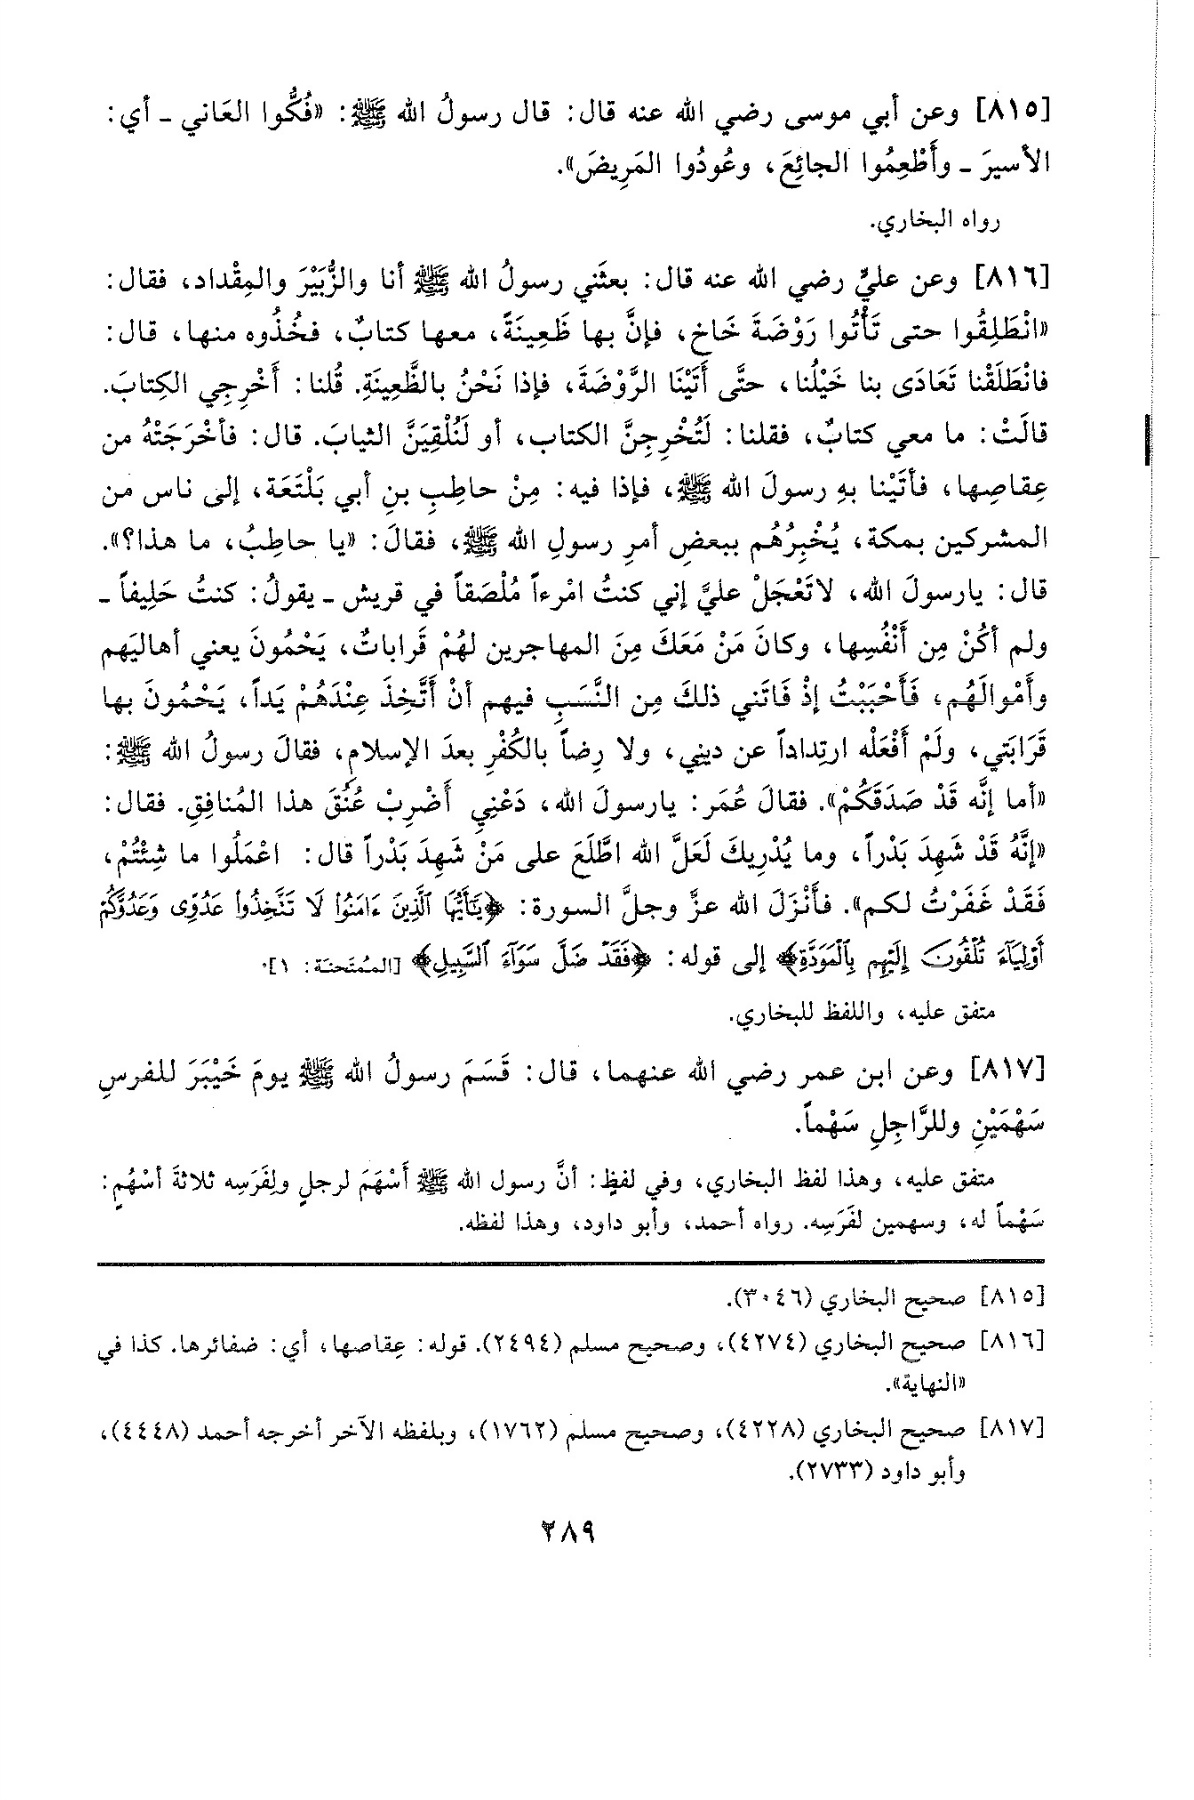 [٨١٥] وعن أبي موسى رضي الله عنه قال: قال رسولُ الله ﷺ: «فُكُّوا العَاني ـ أي:
الأسيرَ ـ وأَطْعِمُوا الجائِعَ، وعُودُوا المَرِيضَ».
رواه البخاري.
[٨١٦] وعن عليٍّ رضي الله عنه قال: بعثَني رسولُ الله ﷺ أنا والزُّبَيْرَ والمِقْداد، فقال:
«انْطَلِقُوا حتى تَأْتُوا رَوْضَةَ خَاخٍ، فإنَّ بها ظَعِينَةً، معها كتابٌ، فخُذُوه منها، قال:
فانْطَلَقْنا تَعَادَى بنا خَيْلُنا، حتَّى أَتَيْنَا الرَّوْضَةَ، فإذا نَحْنُ بالظَّعِينَةِ. قُلنا: أَخْرِجِي الكِتابَ.
قالَتْ: ما معي كتابٌ، فقلنا: لَتُخْرِجِنَّ الكتاب، أو لَنُلْقِيَنَّ الثيابَ. قال: فأخْرَجَتْهُ من
عِقاصِها، فأتَيْنا بهِ رسولَ الله ﷺ، فإذا فيه: مِنْ حاطِبِ بنِ أبي بَلْتَعَة، إلى ناس من
المشركين بمكة، يُخْبِرُهُم ببعضِ أمرِ رسولِ الله ﷺ، فقالَ: «يا حاطِبُ، ما هذا؟».
قال: يارسولَ الله، لاتَعْجَلْ عليَّ إني كنتُ امْرءاً مُلْصَقاً في قريش ـ يقولُ: كنتُ حَلِيفاً ـ
ولم أكُنْ مِن أَنْفُسِها، وكانَ مَنْ مَعَكَ مِنَ المهاجرين لهُمْ قَراباتٌ، يَحْمُونَ يعني أهاليَهم
وأَمْوالَهُم، فَأَحْبَبْتُ إذْ فَاتَني ذلكَ مِن النَّسَبِ فيهم أنْ أَتَّخِذَ عِنْدَهُمْ يَداً، يَحْمُونَ بها
قَرَابَتي، ولَمْ أَفْعَلْه ارتِداداً عن ديني، ولا رِضاً بالكُفْرِ بعدَ الإسلامِ، فقالَ رسولُ الله ﷺ:
«أما إنَّه قَدْ صَدَقَكُمْ». فقالَ عُمَر: يارسولَ الله، دَعْنِي أَضْرِبْ عُنُقَ هذا المُنافِقِ. فقال:
«إنَّهُ قَدْ شَهِدَ بَدْراً، وما يُدْرِيكَ لَعَلَّ الله اطَّلَعَ على مَنْ شَهِدَ بَدْراً قال: اعْمَلُوا ما شِئْتُمْ،
فَقَدْ غَفَرْتُ لكم». فأَنْزَلَ الله عزَّ وجلَّ السورة: ﴿يَٰٓأَيُّهَا ٱلَّذِينَ ءَامَنُوا۟ لَا تَتَّخِذُوا۟ عَدُوِّى وَعَدُوَّكُمْ
أَوْلِيَآءَ تُلْقُونَ إِلَيْهِم بِٱلْمَوَدَّةِ﴾ إلى قوله: ﴿فَقَدْ ضَلَّ سَوَآءَ ٱلسَّبِيلِ﴾ [الممتحنة: ١].
متفق عليه، واللفظ للبخاري.
[٨١٧] وعن ابن عمر رضي الله عنهما، قال: قَسَمَ رسولُ الله ﷺ يومَ خَيْبَرَ للفرسِ
سَهْمَيْنِ وللرَّاجِلِ سَهْماً.
متفق عليه، وهذا لفظ البخاري، وفي لفظٍ: أنَّ رسول الله ﷺ أَسْهَمَ لرجلٍ ولِفَرَسِه ثلاثةَ أسْهُمٍ:
سَهْماً له، وسهمين لفَرَسِه. رواه أحمد، وأبو داود، وهذا لفظه.
[٨١٥] صحيح البخاري (٣٠٤٦).
[٨١٦] صحيح البخاري (٤٢٧٤)، وصحيح مسلم (٢٤٩٤). قوله: عِقاصها، أي: ضفائرها. كذا في
«النهاية».
[٨١٧] صحيح البخاري (٤٢٢٨)، وصحيح مسلم (١٧٦٢)، وبلفظه الآخر أخرجه أحمد (٤٤٤٨)،
وأبو داود (٢٧٣٣).
٢٨٩